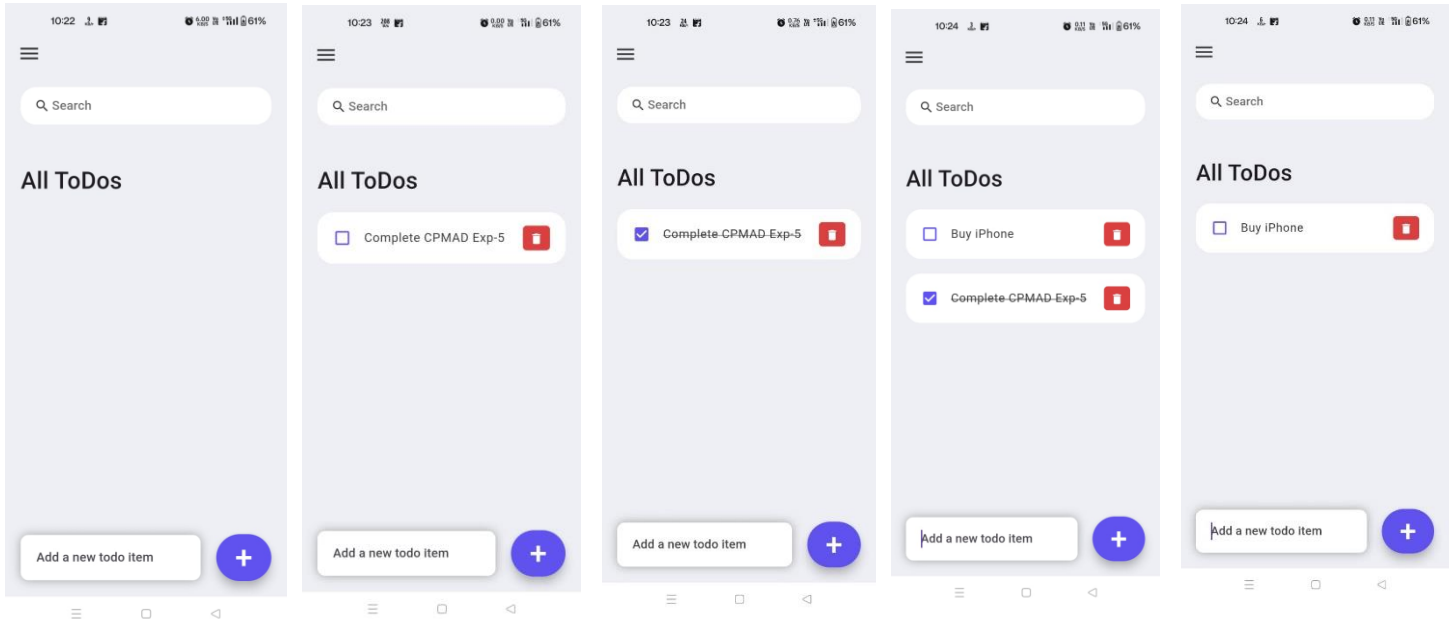 10:22
61%
Search
All ToDos
Add a new todo item
10:23
61%
Search
All ToDos
Complete CPMAD Exp-5
Add a new todo item
10:23
61%
Search
All ToDos
Complete CPMAD Exp-5
Add a new todo item
10:24
61%
Search
All ToDos
Buy iPhone
Complete CPMAD Exp-5
Add a new todo item
10:24
61%
Search
All ToDos
Buy iPhone
Add a new todo item